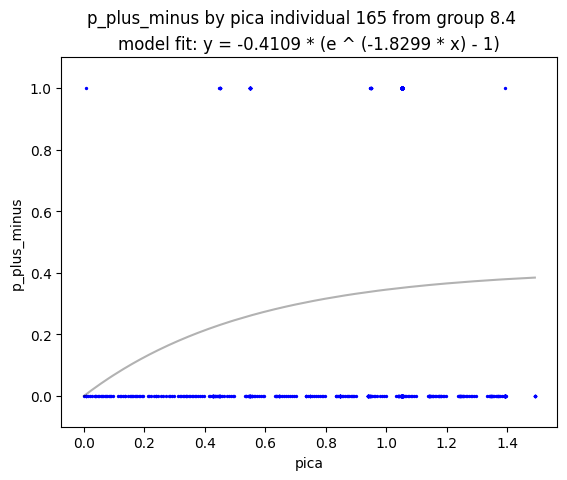 p_plus_minus by pica individual 165 from group 8.4
model fit: y = -0.4109 * (e ^ (-1.8299 * x) - 1)
1.0
0.8
0.6
0.4
0.2
0.0
p_plus_minus
0.0 0.2 0.4 0.6 0.8 1.0 1.2 1.4
pica